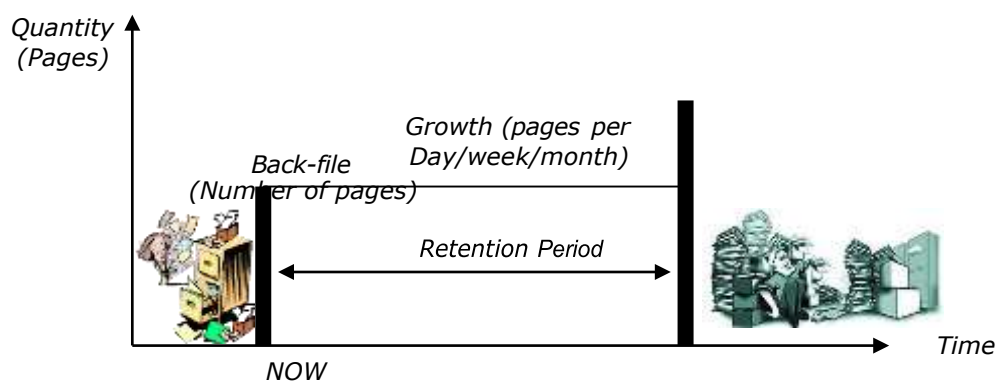 Quantity
(Pages)
Growth (pages per
Day/week/month)
Back-file
(Number of pages)
Retention Period
Time
NOW